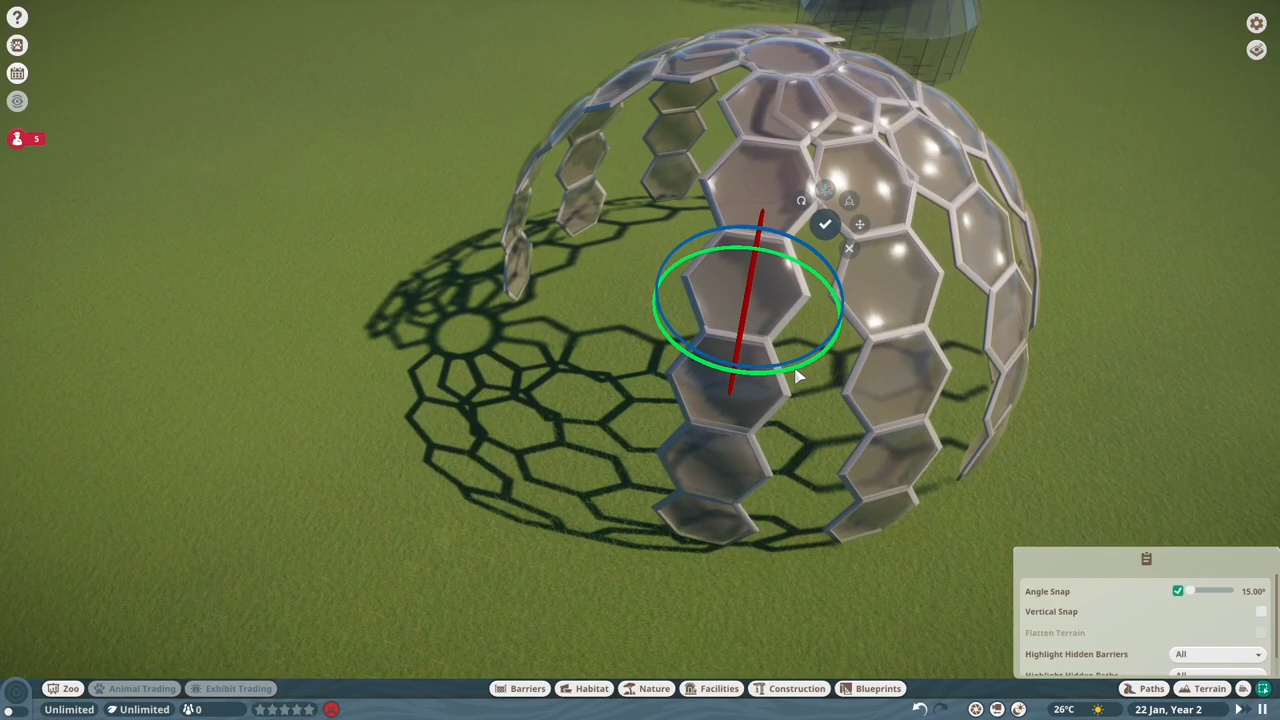 ?
5
Angle Snap 15.00°
Vertical Snap
Flatten Terrain
Highlight Hidden Barriers All
Zoo Animal Trading Exhibit Trading Barriers Habitat Nature Facilities Construction Blueprints Paths Terrain
Unlimited Unlimited 0 26°C 22 Jan, Year 2